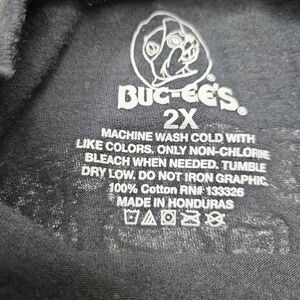 BUC-EE'S®
2X
MACHINE WASH COLD WITH
LIKE COLORS. ONLY NON-CHLORINE
BLEACH WHEN NEEDED. TUMBLE
DRY LOW. DO NOT IRON GRAPHIC.
100% Cotton RN# 133326
MADE IN HONDURAS